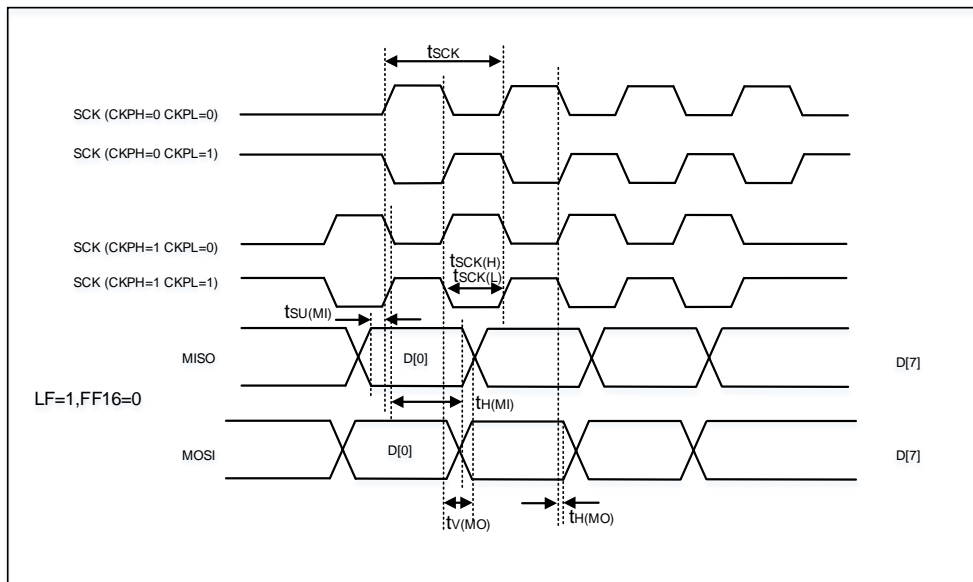 tSCK
SCK (CKPH=0 CKPL=0)
SCK (CKPH=0 CKPL=1)
SCK (CKPH=1 CKPL=0)
tSCK(H)
tSCK(L)
SCK (CKPH=1 CKPL=1)
tSU(MI)
MISO
D[0]
D[7]
LF=1,FF16=0
tH(MI)
MOSI
D[0]
D[7]
tV(MO)
tH(MO)